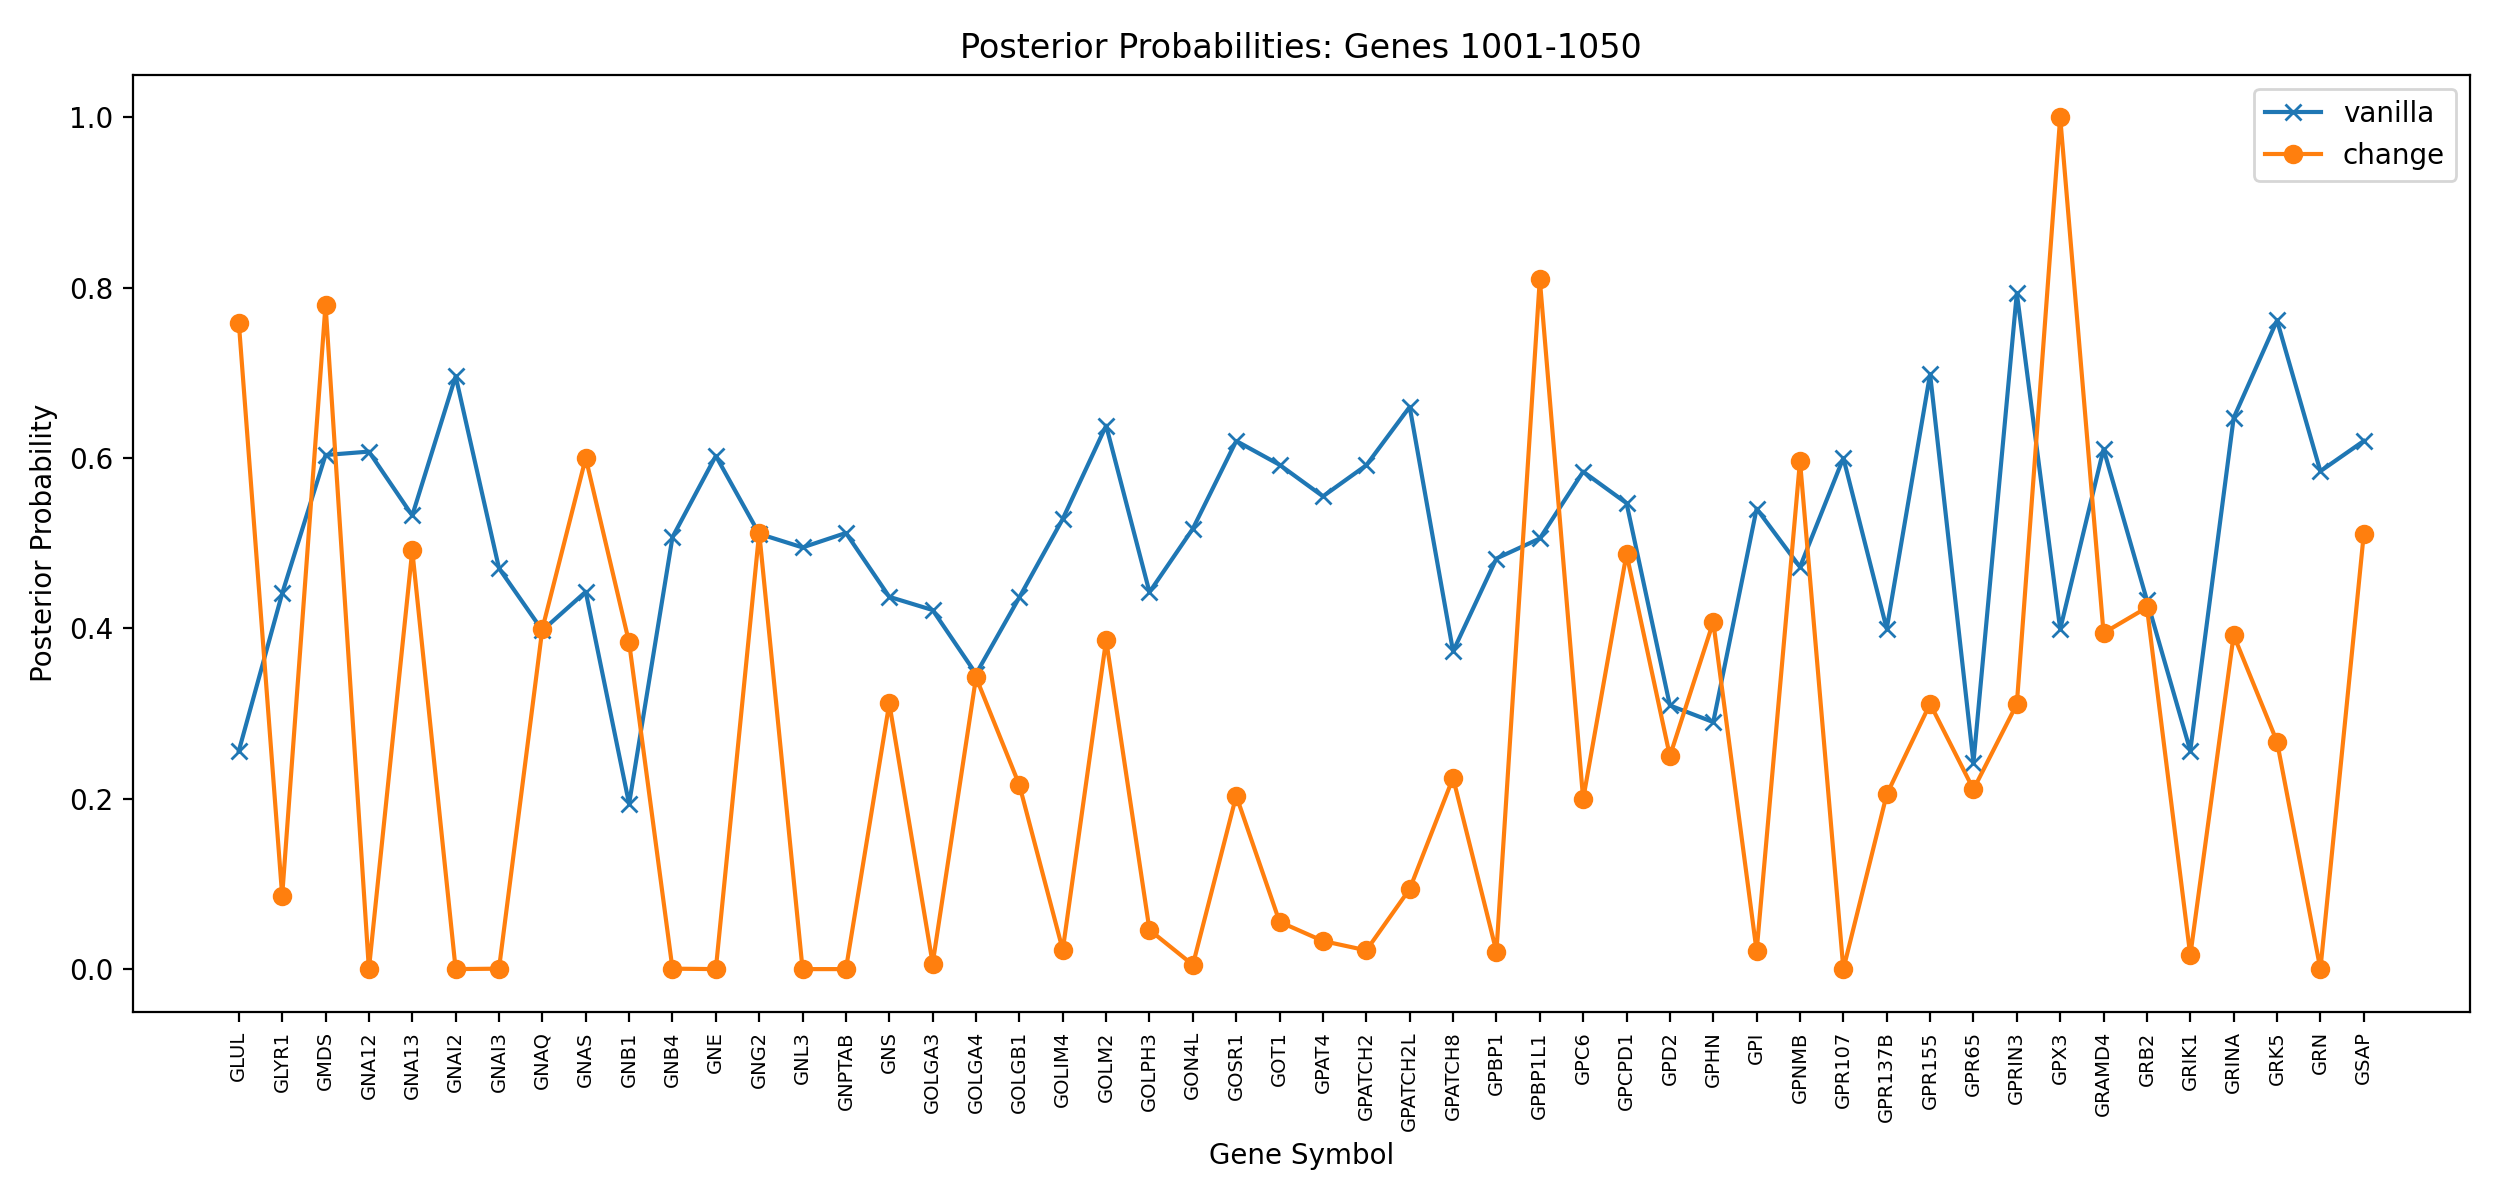 Posterior Probabilities: Genes 1001-1050
vanilla
change
Posterior Probability
1.0
0.8
0.6
0.4
0.2
0.0
GLUL
GLYR1
GMDS
GNA12
GNA13
GNAI2
GNAI3
GNAQ
GNAS
GNB1
GNB4
GNE
GNG2
GNL3
GNPTAB
GNS
GOLGA3
GOLGA4
GOLGB1
GOLIM4
GOLM2
GOLPH3
GON4L
GOSR1
GOT1
GPAT4
GPATCH2
GPATCH2L
GPATCH8
GPBP1
GPBP1L1
GPC6
GPCPD1
GPD2
GPHN
GPI
GPNMB
GPR107
GPR137B
GPR155
GPR65
GPRIN3
GPX3
GRAMD4
GRB2
GRIK1
GRINA
GRK5
GRN
GSAP
Gene Symbol